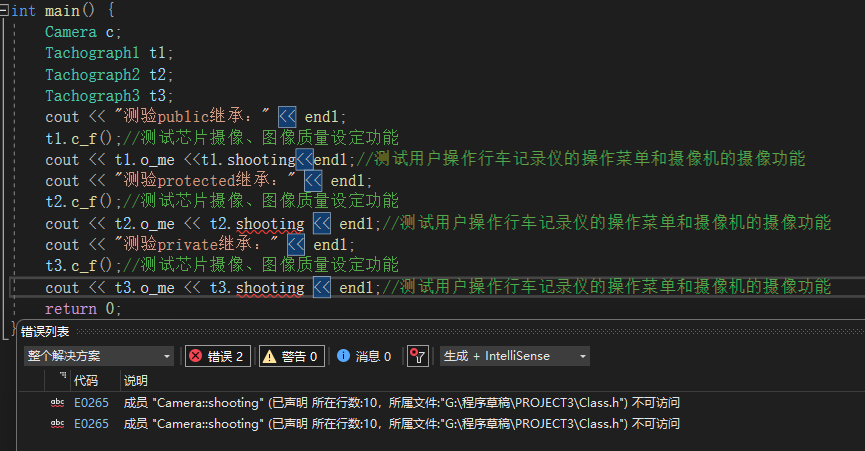 int main() {
Camera c;
Tachograph1 t1;
Tachograph2 t2;
Tachograph3 t3;
cout << "测验public继承：" << endl;
t1.c_f();//测试芯片摄像、图像质量设定功能
cout << t1.o_me <<t1.shooting<<endl;//测试用户操作行车记录仪的操作菜单和摄像机的摄像功能
cout << "测验protected继承：" << endl;
t2.c_f();//测试芯片摄像、图像质量设定功能
cout << t2.o_me << t2.shooting << endl;//测试用户操作行车记录仪的操作菜单和摄像机的摄像功能
cout << "测验private继承：" << endl;
t3.c_f();//测试芯片摄像、图像质量设定功能
cout << t3.o_me << t3.shooting << endl;//测试用户操作行车记录仪的操作菜单和摄像机的摄像功能
return 0;
}
错误列表
整个解决方案 错误 2 警告 0 消息 0 生成 + IntelliSense
代码 说明
abc E0265 成员 "Camera::shooting" (已声明 所在行数:10，所属文件:"G:\程序草稿\PROJECT3\Class.h") 不可访问
abc E0265 成员 "Camera::shooting" (已声明 所在行数:10，所属文件:"G:\程序草稿\PROJECT3\Class.h") 不可访问